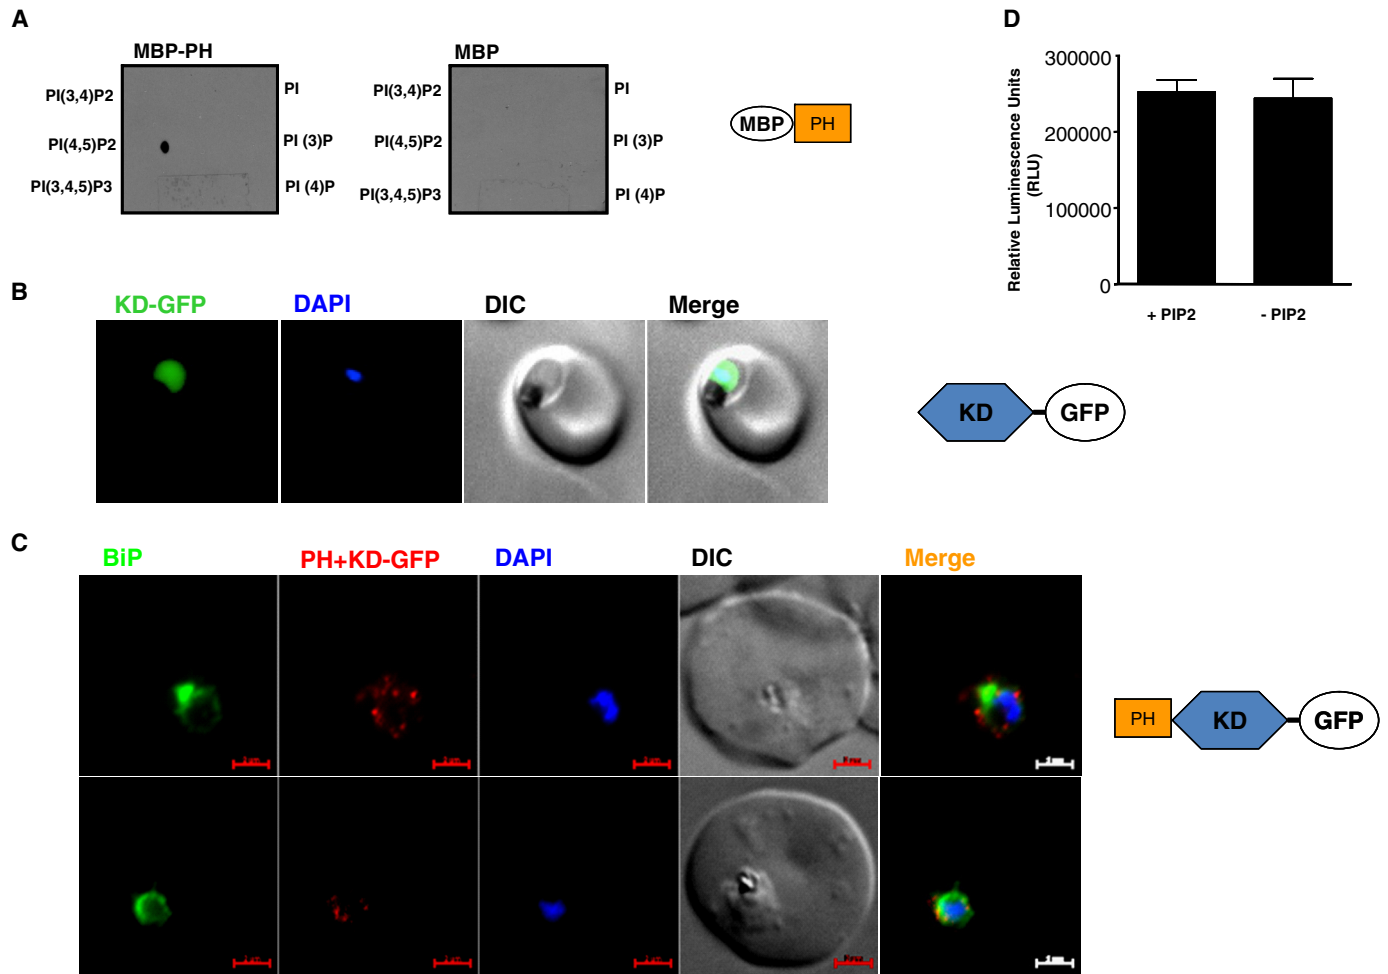 A
MBP-PH
PI(3,4)P2
PI(4,5)P2
PI(3,4,5)P3
PI
PI (3)P
PI (4)P
MBP
PI(3,4)P2
PI(4,5)P2
PI(3,4,5)P3
PI
PI (3)P
PI (4)P
MBP PH
D
Relative Luminescence Units
(RLU)
300000
200000
100000
0
+ PIP2 - PIP2
B
KD-GFP DAPI DIC Merge
KD GFP
C
BiP PH+KD-GFP DAPI DIC Merge
PH KD GFP